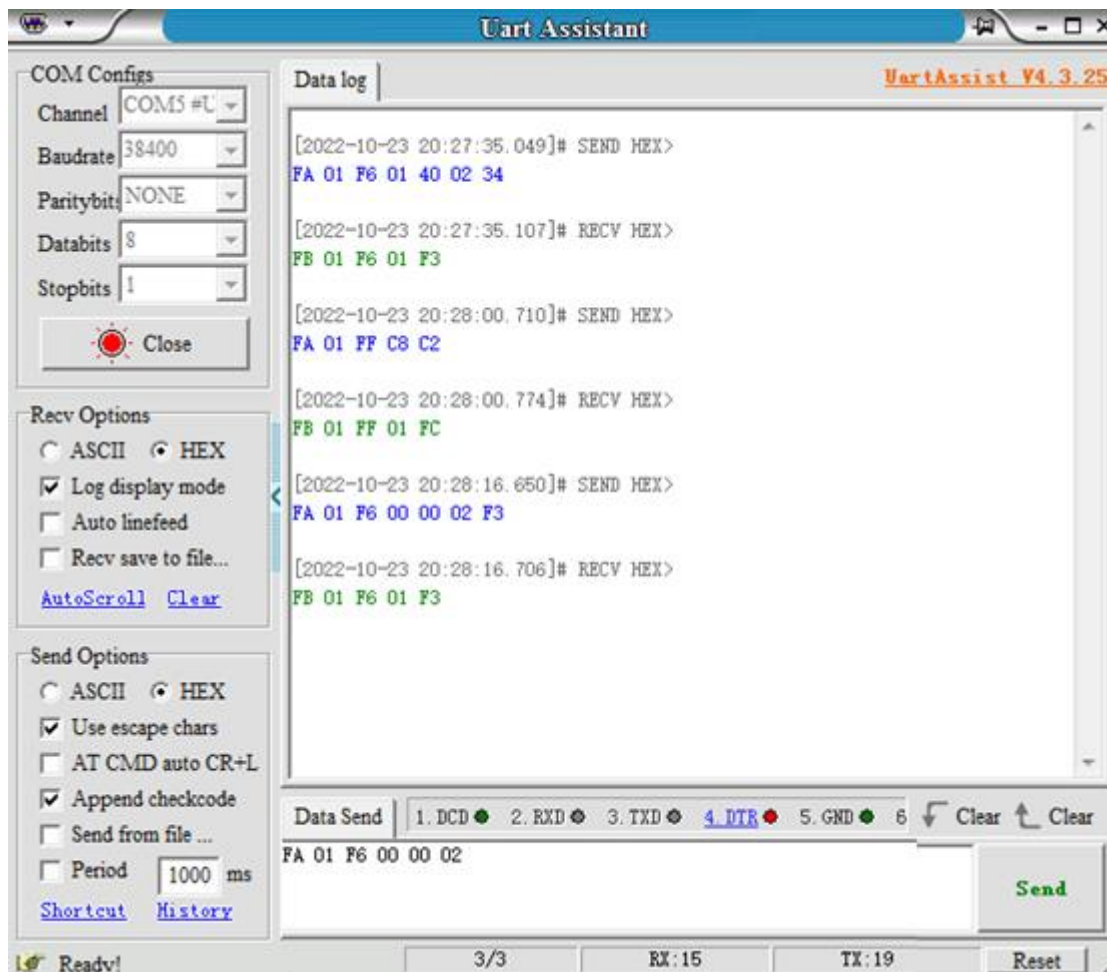 Uart Assistant
COM Configs
Channel COM5 #U
Baudrate 38400
Paritybit: NONE
Databits 8
Stopbits 1
Close
Recv Options
ASCII HEX
Log display mode
Auto linefeed
Recv save to file...
AutoScroll Clear
Send Options
ASCII HEX
Use escape chars
AT CMD auto CR+L
Append checkcode
Send from file ...
Period 1000 ms
Shortcut History
Data log UartAssist V4.3.25
[2022-10-23 20:27:35.049]# SEND HEX>
FA 01 F6 01 40 02 34
[2022-10-23 20:27:35.107]# RECV HEX>
FB 01 F6 01 F3
[2022-10-23 20:28:00.710]# SEND HEX>
FA 01 FF C8 C2
[2022-10-23 20:28:00.774]# RECV HEX>
FB 01 FF 01 FC
[2022-10-23 20:28:16.650]# SEND HEX>
FA 01 F6 00 00 02 F3
[2022-10-23 20:28:16.706]# RECV HEX>
FB 01 F6 01 F3
Data Send 1.DCD 2.RXD 3.TXD 4.DTR 5.GND 6 Clear Clear
FA 01 F6 00 00 02
Send
Ready! 3/3 RX:15 TX:19 Reset